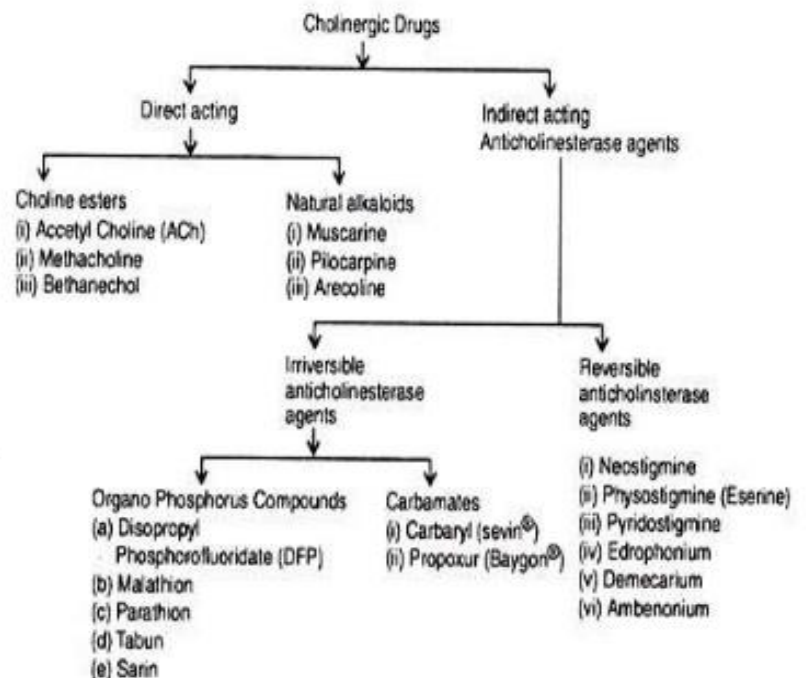 Cholinergic Drugs
Direct acting
Indirect acting
Anticholinesterase agents
Choline esters
(i) Accetyl Choline (ACh)
(ii) Methacholine
(iii) Bethanechol
Natural alkaloids
(i) Muscarine
(ii) Pilocarpine
(iii) Arecoline
Irriversible
anticholinesterase
agents
Reversible
anticholinsterase
agents
Organo Phosphorus Compounds
(a) Disopropyl
Phosphorofluoridate (DFP)
(b) Malathion
(c) Parathion
(d) Tabun
(e) Sarin
Carbamates
(i) Carbaryl (sevin®)
(ii) Propoxur (Baygon®)
(i) Neostigmine
(ii) Physostigmine (Eserine)
(iii) Pyridostigmine
(iv) Edrophonium
(v) Demecarium
(vi) Ambenonium